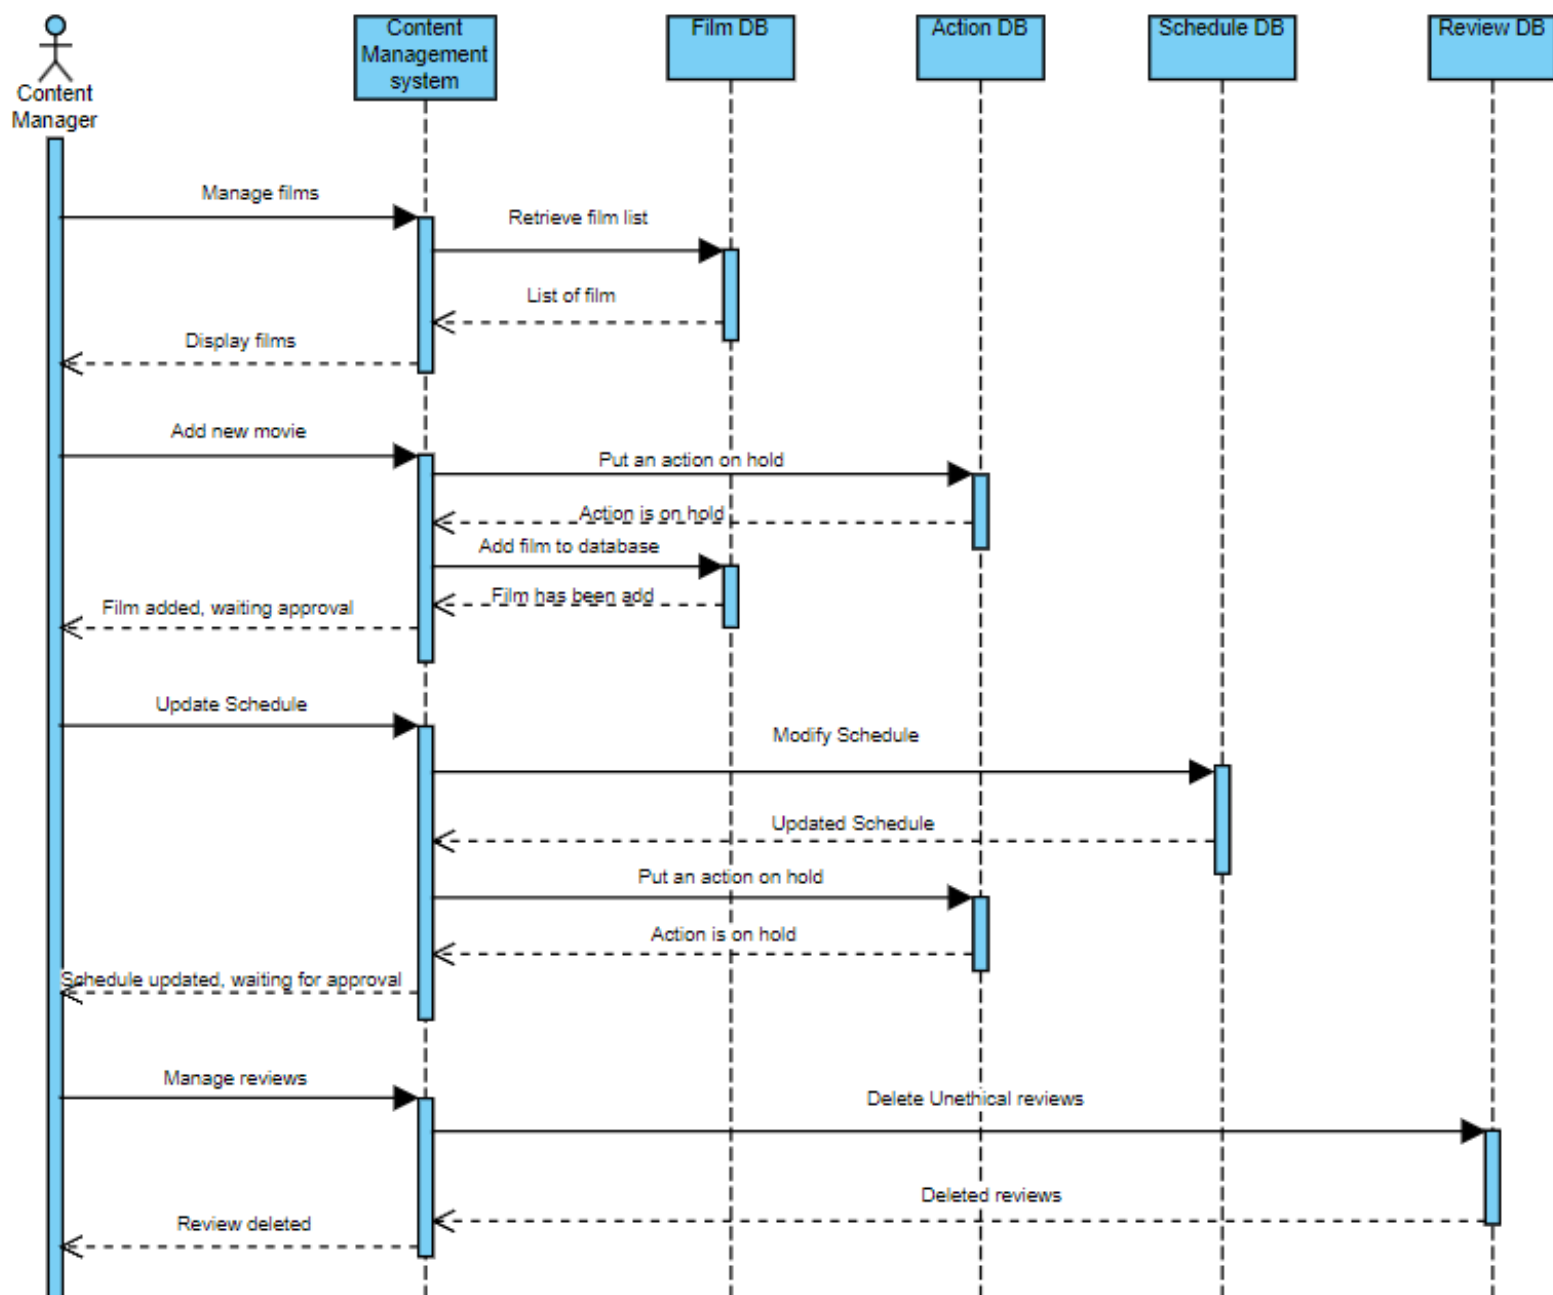 Content
Manager
Content
Management
system
Film DB
Action DB
Schedule DB
Review DB
Manage films
Retrieve film list
List of film
Display films
Add new movie
Put an action on hold
Action is on hold
Add film to database
Film has been add
Film added, waiting approval
Update Schedule
Modify Schedule
Updated Schedule
Put an action on hold
Action is on hold
Schedule updated, waiting for approval
Manage reviews
Delete Unethical reviews
Deleted reviews
Review deleted